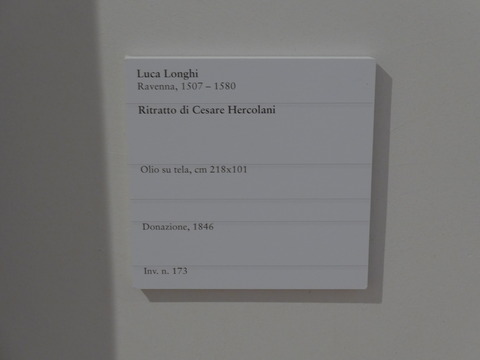 Luca Longhi
Ravenna, 1507 – 1580
Ritratto di Cesare Hercolani
Olio su tela, cm 218x101
Donazione, 1846
Inv. n. 173